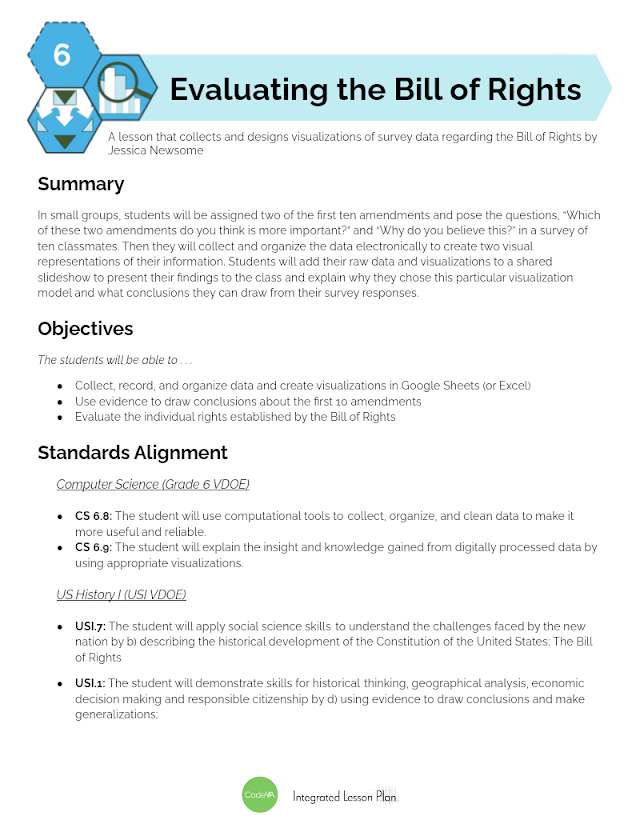 6
Evaluating the Bill of Rights
A lesson that collects and designs visualizations of survey data regarding the Bill of Rights by
Jessica Newsome
Summary
In small groups, students will be assigned two of the first ten amendments and pose the questions, “Which
of these two amendments do you think is more important?” and “Why do you believe this?” in a survey of
ten classmates. Then they will collect and organize the data electronically to create two visual
representations of their information. Students will add their raw data and visualizations to a shared
slideshow to present their findings to the class and explain why they chose this particular visualization
model and what conclusions they can draw from their survey responses.
Objectives
The students will be able to . . .
● Collect, record, and organize data and create visualizations in Google Sheets (or Excel)
● Use evidence to draw conclusions about the first 10 amendments
● Evaluate the individual rights established by the Bill of Rights
Standards Alignment
Computer Science (Grade 6 VDOE)
● CS 6.8: The student will use computational tools to collect, organize, and clean data to make it
more useful and reliable.
● CS 6.9: The student will explain the insight and knowledge gained from digitally processed data by
using appropriate visualizations.
US History I (USI VDOE)
● USI.7: The student will apply social science skills to understand the challenges faced by the new
nation by b) describing the historical development of the Constitution of the United States; The Bill
of Rights
● USI.1: The student will demonstrate skills for historical thinking, geographical analysis, economic
decision making and responsible citizenship by d) using evidence to draw conclusions and make
generalizations;
CodeVA Integrated Lesson Plan